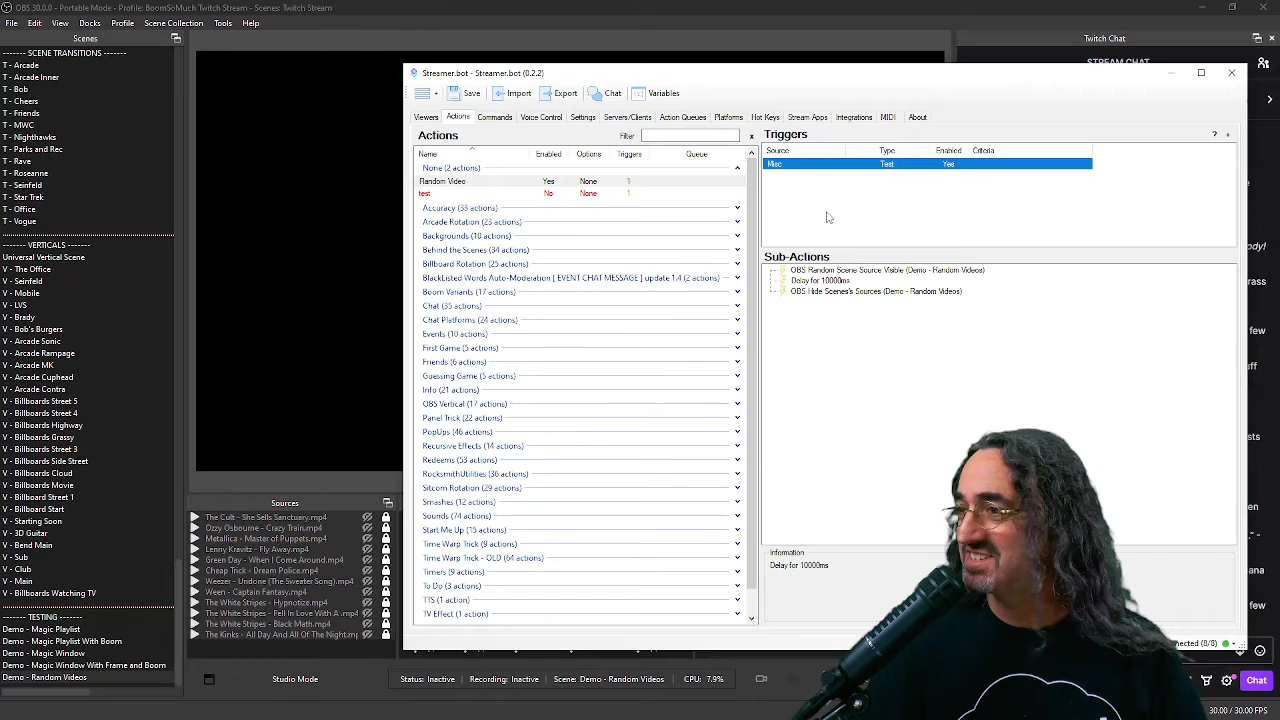 OBS 30.0.0 - Portable Mode - Profile: BoomSoMuch Twitch Stream - Scenes: Twitch Stream
File Edit View Docks Profile Scene Collection Tools Help
Scenes
------- SCENE TRANSITIONS -------
T - Arcade
T - Arcade Inner
T - Bob
T - Cheers
T - Friends
T - MWC
T - Nighthawks
T - Parks and Rec
T - Rave
T - Roseanne
T - Seinfeld
T - Star Trek
T - Office
T - Vogue
------- VERTICALS -------
Universal Vertical Scene
V - The Office
V - Seinfeld
V - Mobile
V - IVS
V - Brady
V - Bob's Burgers
V - Arcade Sonic
V - Arcade Rampage
V - Arcade MK
V - Arcade Cuphead
V - Arcade Contra
V - Billboards Street 5
V - Billboards Street 4
V - Billboards Highway
V - Billboards Grassy
V - Billboards Street 3
V - Billboards Side Street
V - Billboards Cloud
V - Billboards Movie
V - Billboards Street 1
V - Billboard Start
V - Starting Soon
V - 3D Guitar
V - Bend Main
V - Sub
V - Club
V - Main
V - Billboards Watching TV
------- TESTING -------
Demo - Magic Playlist
Demo - Magic Playlist With Boom
Demo - Magic Window
Demo - Magic Window With Frame and Boom
Demo - Random Videos
Sources
The Cult - She Sells Sanctuary.mp4
Ozzy Osbourne - Crazy Train.mp4
Metallica - Master of Puppets.mp4
Lenny Kravitz - Fly Away.mp4
Green Day - When I Come Around.mp4
Cheap Trick - Dream Police.mp4
Weezer - Undone (The Sweater Song).mp4
Ween - Captain Fantasy.mp4
The White Stripes - Hypnotize.mp4
The White Stripes - Fell In Love With A .mp4
The White Stripes - Black Math.mp4
The Kinks - All Day And All Of The Night.mp
Studio Mode
Status: Inactive Recording: Inactive Scene: Demo - Random Videos CPU: 7.9%
Streamer.bot - Streamer.bot (0.2.2)
Save Import Export Chat Variables
Viewers Actions Commands Voice Control Settings Servers/Clients Action Queues Platforms Hot Keys Stream Apps Integrations MIDI About
Actions Filter x
Name Enabled Options Triggers Queue
None (2 actions)
Random Video Yes None 1
test No None 1
Accuracy (33 actions)
Arcade Rotation (23 actions)
Backgrounds (10 actions)
Behind the Scenes (34 actions)
Billboard Rotation (25 actions)
BlackListed Words Auto-Moderation [ EVENT CHAT MESSAGE ] update 1.4 (2 actions)
Boom Variants (17 actions)
Chat (35 actions)
Chat Platforms (24 actions)
Events (10 actions)
First Game (5 actions)
Friends (6 actions)
Guessing Game (5 actions)
Info (21 actions)
OBS Vertical (17 actions)
Panel Trick (22 actions)
PopUps (46 actions)
Recursive Effects (14 actions)
Redeems (53 actions)
RocksmithUtilities (36 actions)
Sitcom Rotation (29 actions)
Smashes (12 actions)
Sounds (74 actions)
Start Me Up (15 actions)
Time Warp Trick (9 actions)
Time Warp Trick - OLD (64 actions)
Timers (9 actions)
To Do (3 actions)
TTS (1 action)
TV Effect (1 action)
Triggers ? +
Source Type Enabled Criteria
Misc Test Yes
Sub-Actions
OBS Random Scene Source Visible (Demo - Random Videos)
Delay for 10000ms
OBS Hide Scenes's Sources (Demo - Random Videos)
Information
Delay for 10000ms
nected (8/8)
Twitch Chat
STREAM CHAT
ody!
rass
few
uff
sts
en
ana
few
Chat
30.00 / 30.00 FPS